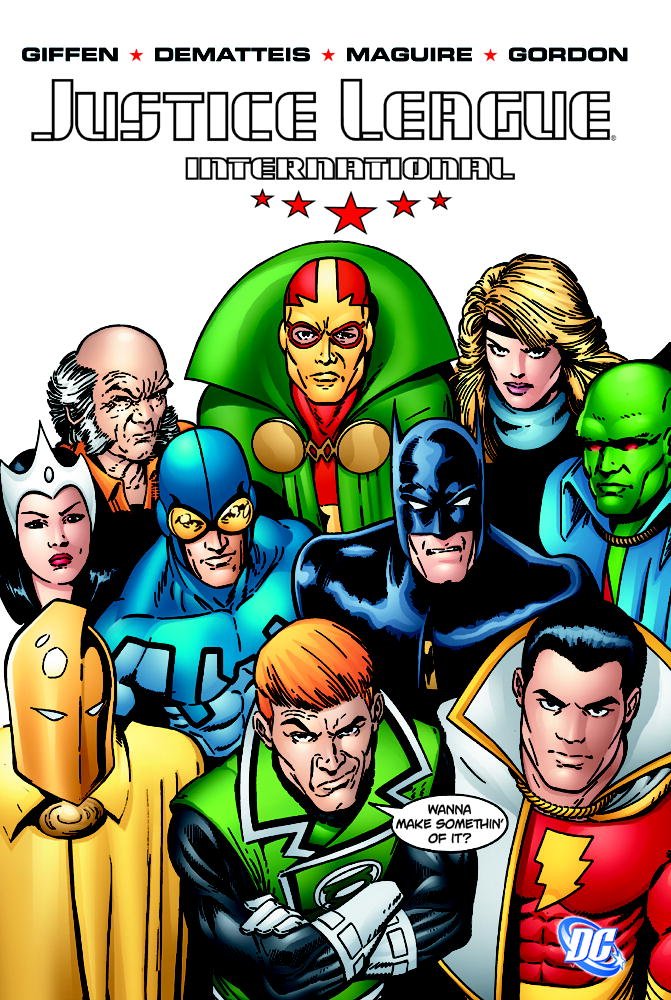 GIFFEN ★ DEMATTEIS ★ MAGUIRE ★ GORDON
JUSTICE LEAGUE®
INTERNATIONAL
WANNA
MAKE SOMETHIN'
OF IT?
DC